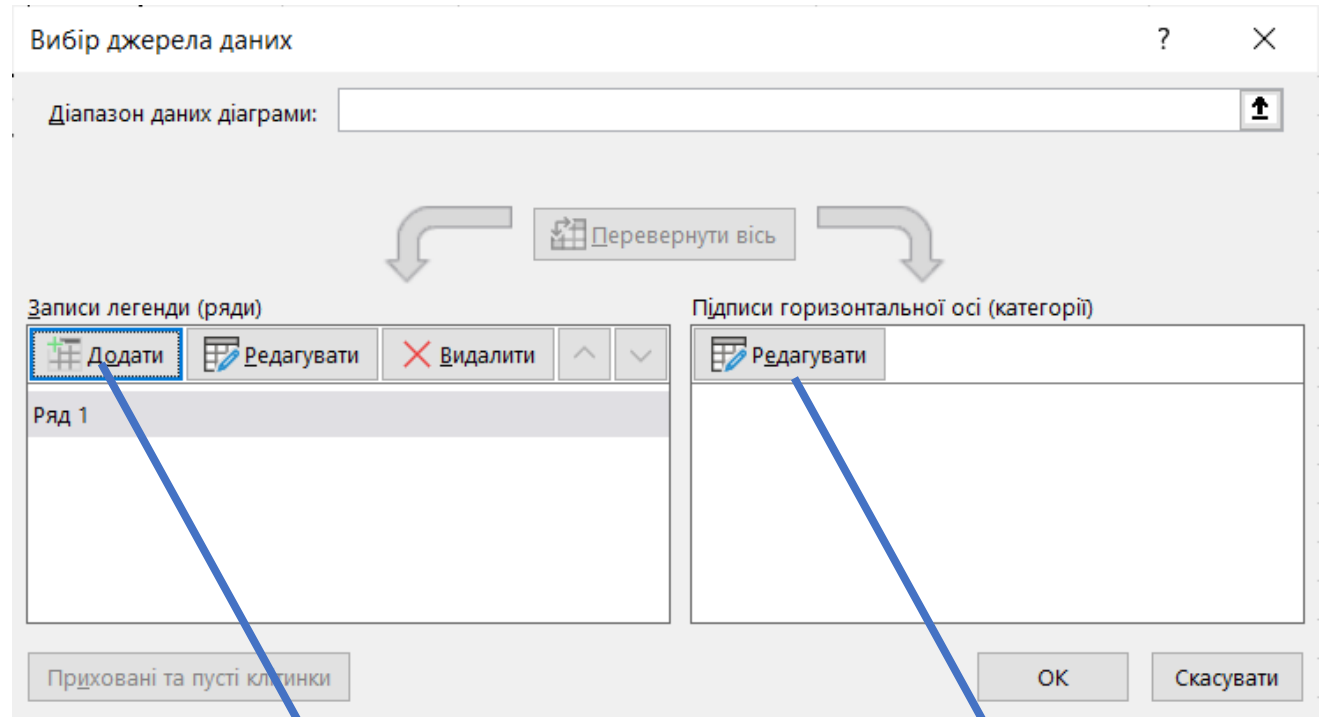 Вибір джерела даних ?
Діапазон даних діаграми:
Перевернути вісь
Записи легенди (ряди)
Підписи горизонтальної осі (категорії)
Додати Редагувати Видалити
Редагувати
Ряд 1
Приховані та пусті клітинки
ОК Скасувати